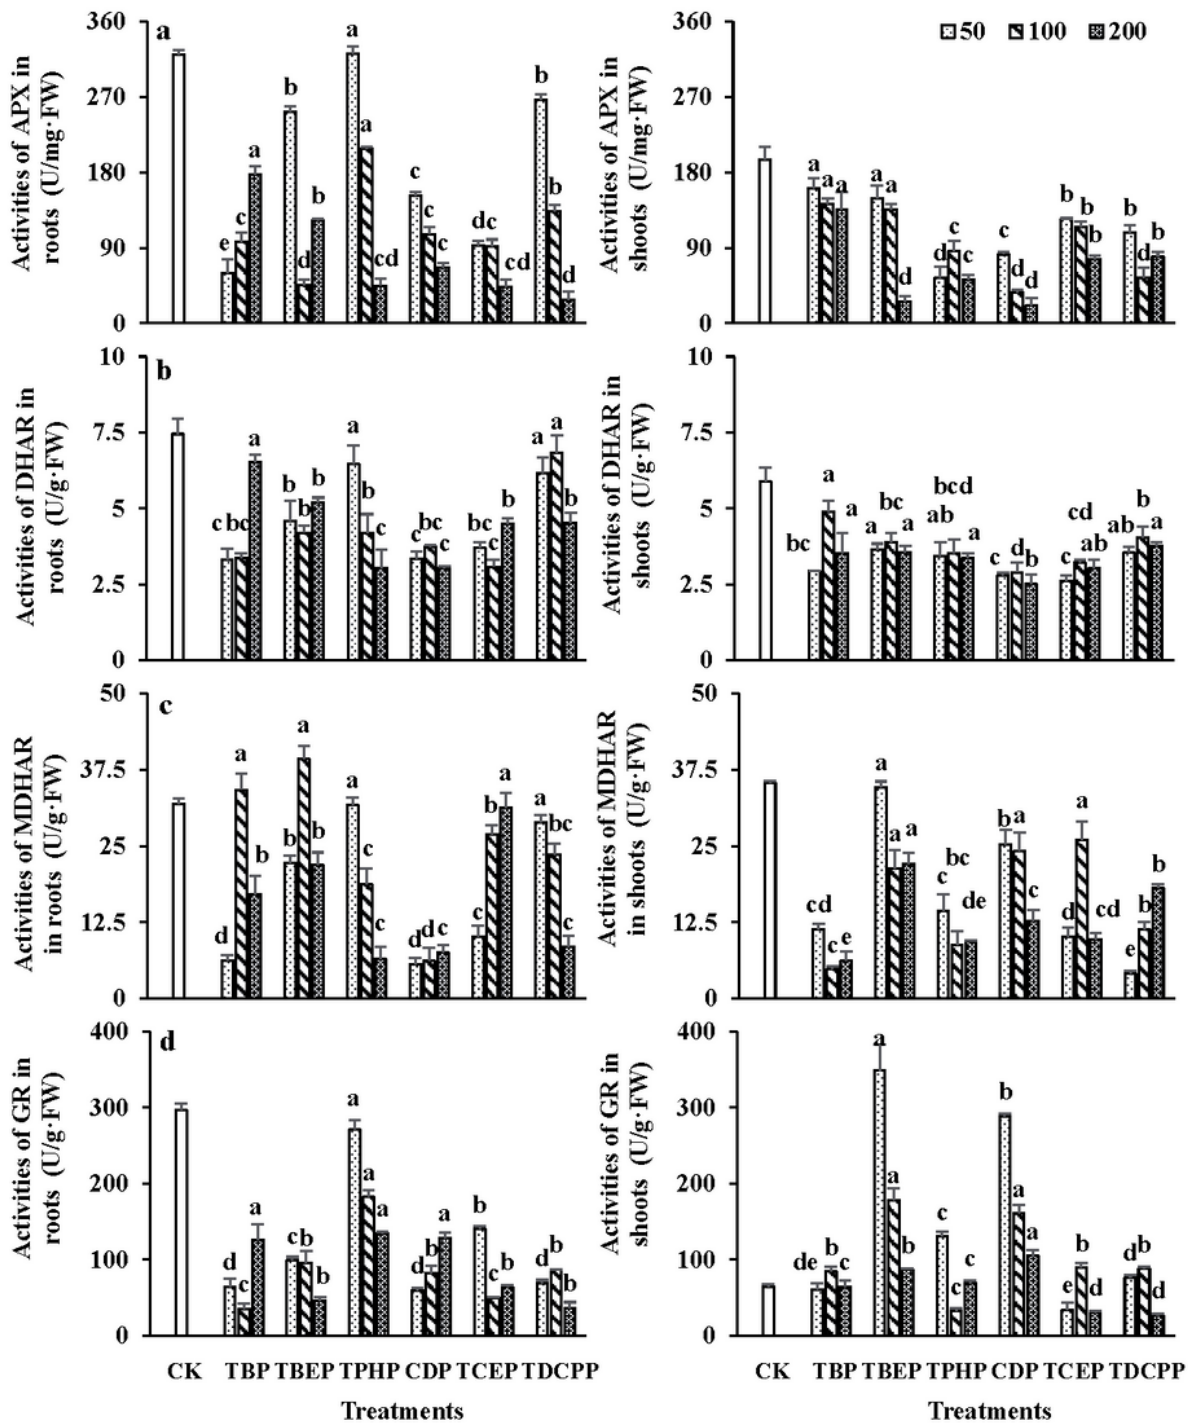 360
a
a
270
b
b
a
a
180
c
b
b
c
c
c
dc
90
e
d
cd
cd
d
0
Activities of APX in
roots (U/mg·FW)
360
50 100 200
270
180
a
a
a
a
a
b
b
b
c
c
b
b
90
d
c
d
d
d
d
0
Activities of APX in
shoots (U/mg·FW)
10
b
7.5
a
a
a
a
b
b
b
b
b
5
c
bc
b
c
c
bc
c
bc
c
b
2.5
0
Activities of DHAR in
roots (U/g·FW)
10
7.5
a
bcd
5
bc
a
a
bc
a
ab
a
c
d
b
cd
c
ab
ab
b
a
2.5
0
Activities of DHAR in
shoots (U/g·FW)
50
c
a
37.5
a
a
a
a
b
bc
25
b
b
b
c
12.5
d
c
d
d
c
c
c
0
Activities of MDHAR
in roots (U/g·FW)
50
37.5
a
a
25
a
a
b
a
b
bc
c
de
c
cd
12.5
cd
c
e
d
e
b
0
Activities of MDHAR
in shoots (U/g·FW)
400
d
300
a
200
a
a
a
a
b
100
d
c
c
b
b
d
b
c
b
d
b
b
0
Activities of GR in
roots (U/g·FW)
400
a
300
b
200
a
a
c
a
100
de
b
c
b
c
c
e
b
d
d
b
d
0
Activities of GR in
shoots (U/g·FW)
CK TBP TBEP TPHP CDP TCEP TDCPP
Treatments
CK TBP TBEP TPHP CDP TCEP TDCPP
Treatments